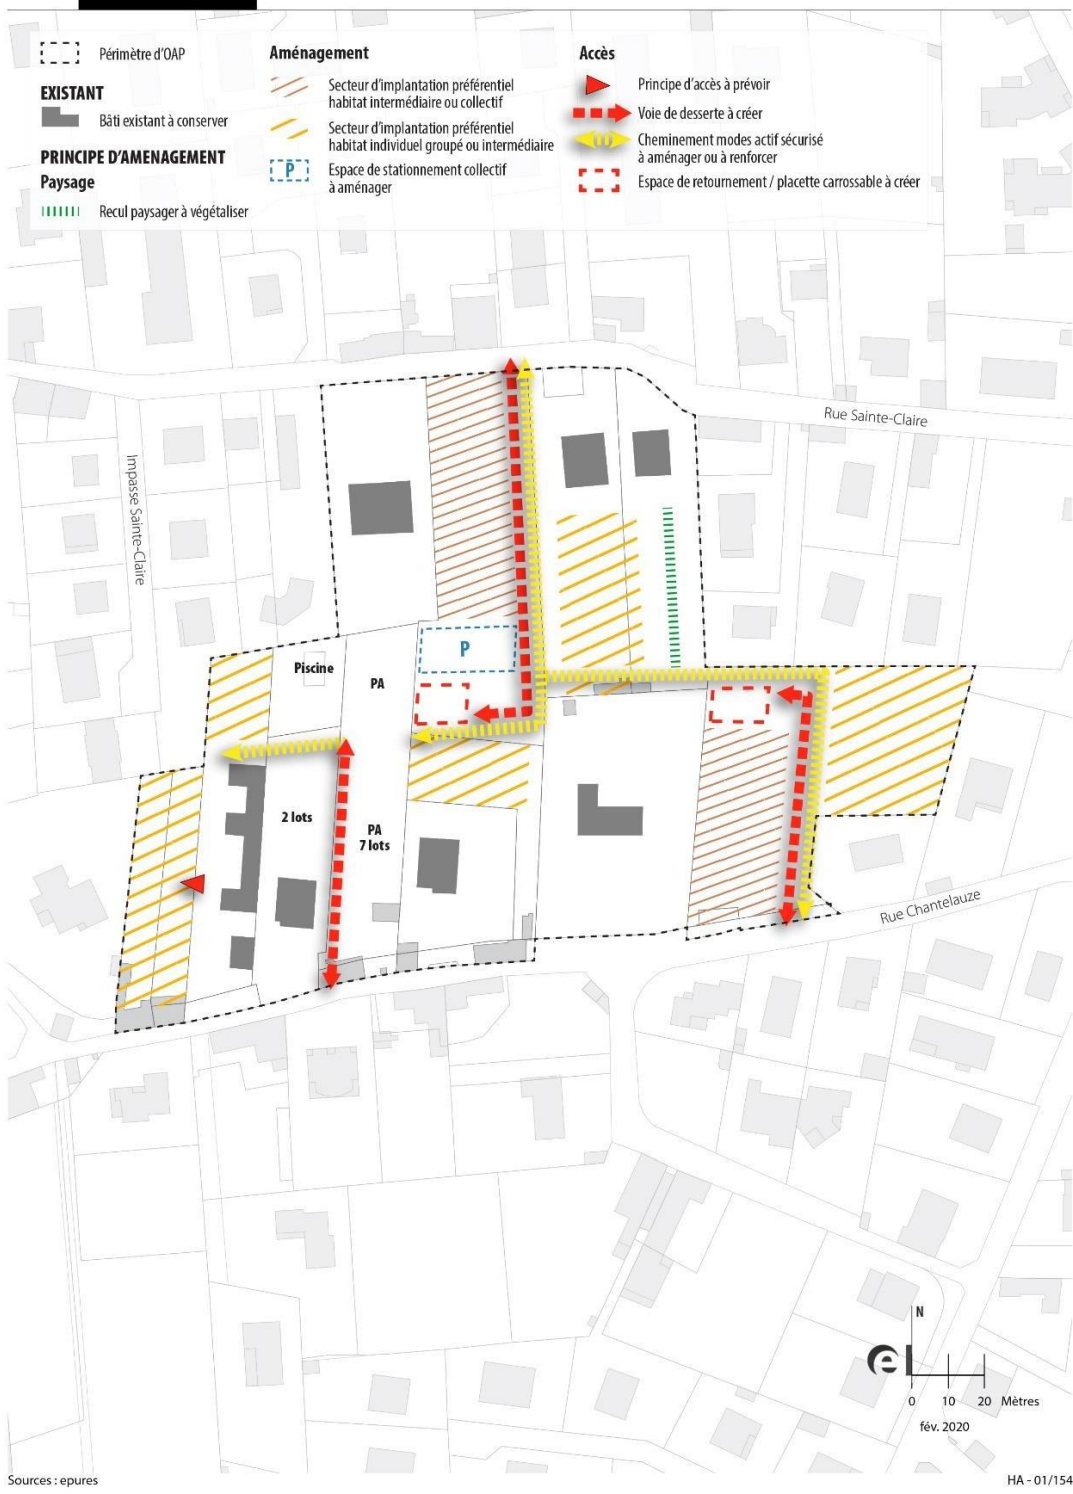 Périmètre d'OAP
EXISTANT
Bâti existant à conserver
PRINCIPE D'AMENAGEMENT
Paysage
Recul paysager à végétaliser
Aménagement
Secteur d'implantation préférentiel
habitat intermédiaire ou collectif
Secteur d'implantation préférentiel
habitat individuel groupé ou intermédiaire
P
Espace de stationnement collectif
à aménager
Accès
Principe d'accès à prévoir
Voie de desserte à créer
Cheminement modes actif sécurisé
à aménager ou à renforcer
Espace de retournement / placette carrossable à créer
Rue Sainte-Claire
Impasse Sainte-Claire
P
Piscine
PA
2 lots
PA
7 lots
Rue Chantelauze
N
e
0 10 20 Mètres
fév. 2020
Sources : epures
HA - 01/154